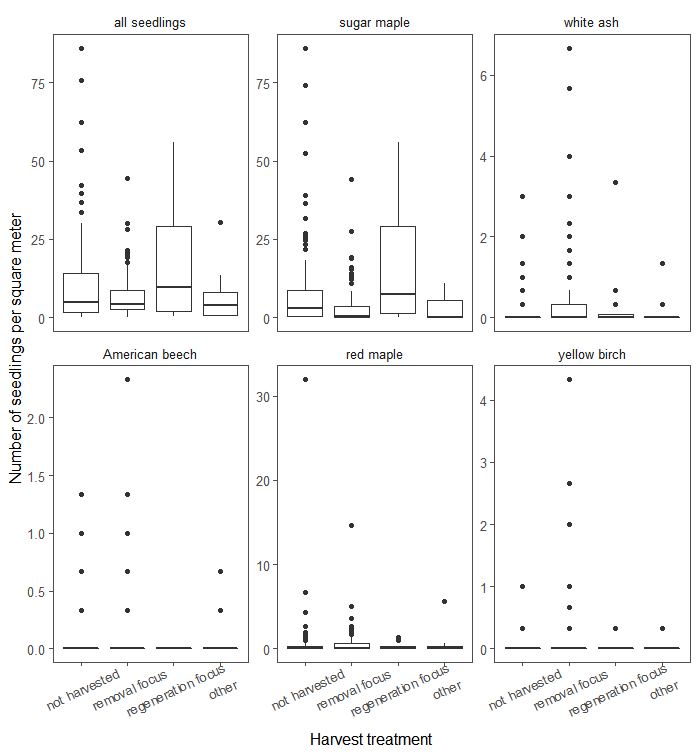 all seedlings
sugar maple
white ash
75
50
25
0
75
50
25
0
6
4
2
0
Number of seedlings per square meter
American beech
red maple
yellow birch
2.0
1.5
1.0
0.5
0.0
30
20
10
0
4
3
2
1
0
not harvested
removal focus
regeneration focus
other
not harvested
removal focus
regeneration focus
other
not harvested
removal focus
regeneration focus
other
Harvest treatment